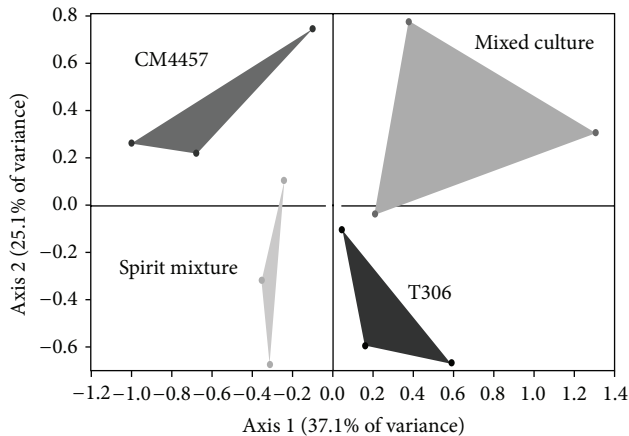 0.8
0.6
0.4
0.2
0.0
−0.2
−0.4
−0.6
Axis 2 (25.1% of variance)
CM4457
Mixed culture
Spirit mixture
T306
−1.2 −1.0 −0.8 −0.6 −0.4 −0.2 0.0 0.2 0.4 0.6 0.8 1.0 1.2 1.4
Axis 1 (37.1% of variance)